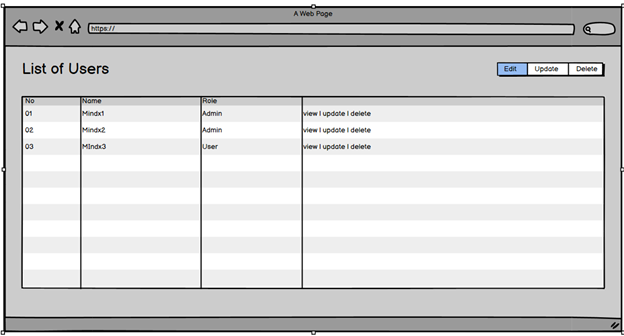 A Web Page
https://
List of Users
Edit Update Delete
No Name Role
01 Mindx1 Admin view | update | delete
02 Mindx2 Admin view | update | delete
03 MIndx3 User view | update | delete